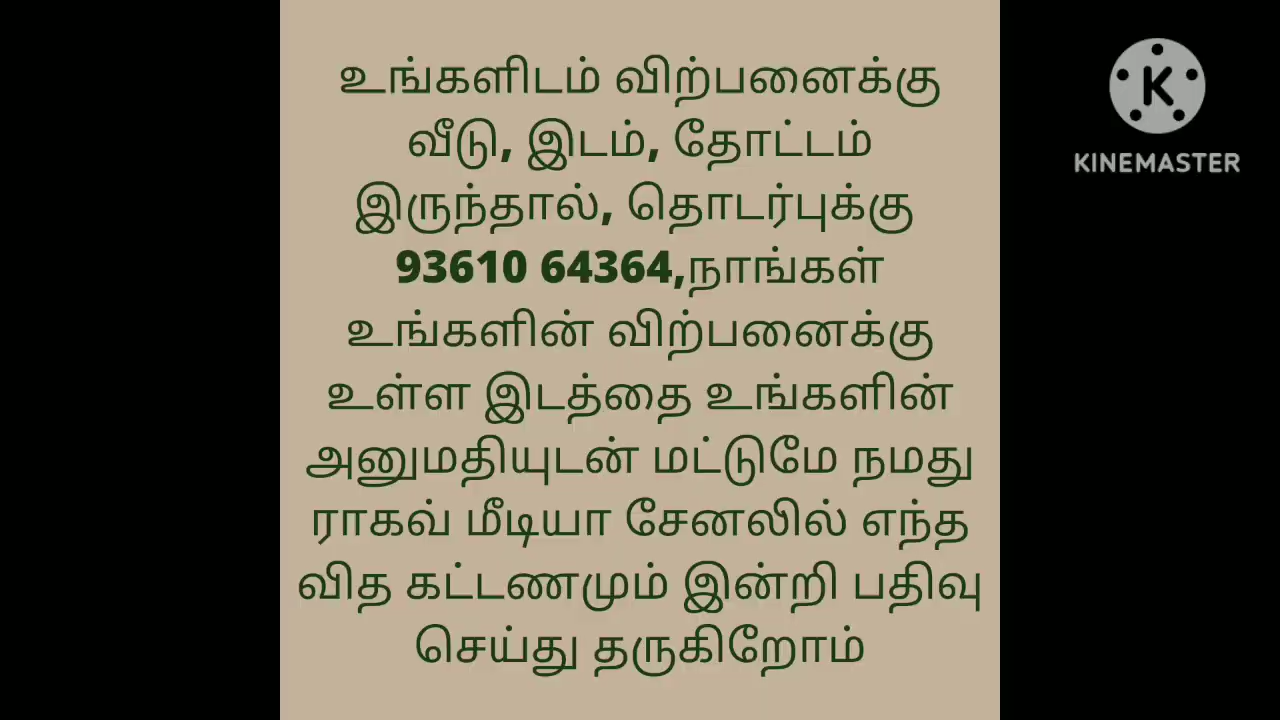 உங்களிடம் விற்பனைக்கு
வீடு, இடம், தோட்டம்
இருந்தால், தொடர்புக்கு
93610 64364,நாங்கள்
உங்களின் விற்பனைக்கு
உள்ள இடத்தை உங்களின்
அனுமதியுடன் மட்டுமே நமது
ராகவ் மீடியா சேனலில் எந்த
வித கட்டணமும் இன்றி பதிவு
செய்து தருகிறோம்
K
KINEMASTER